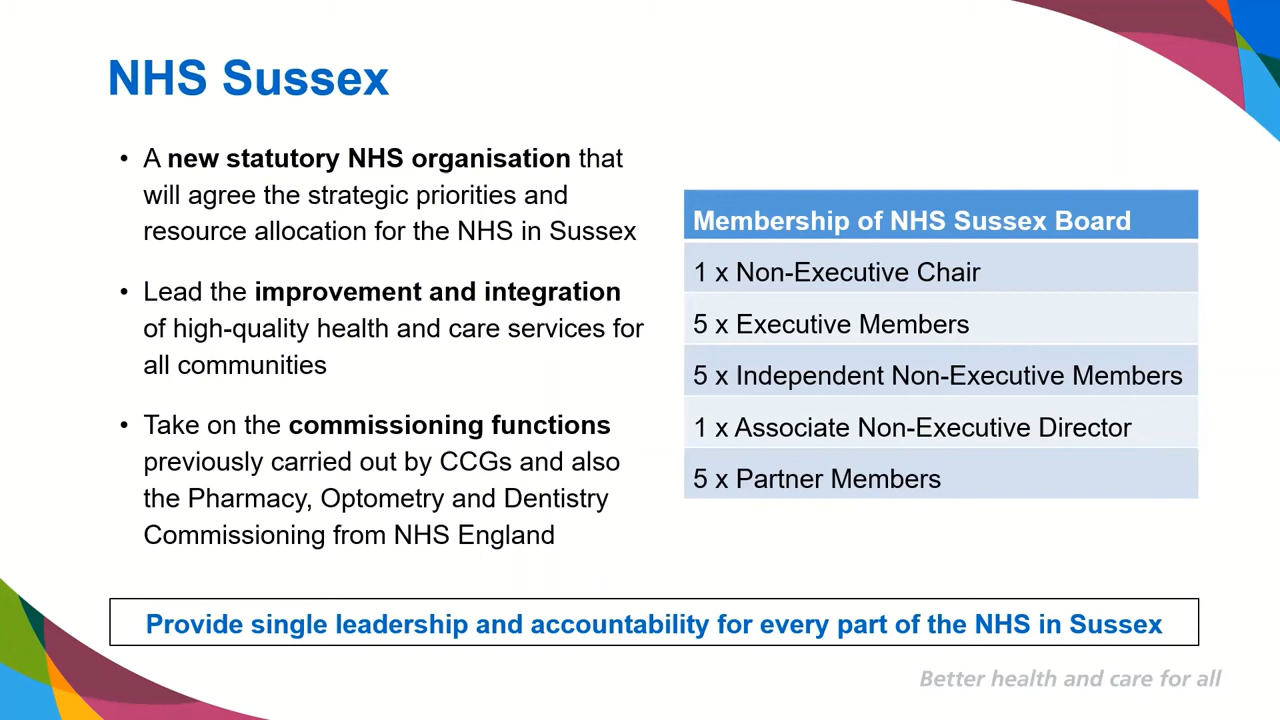 NHS Sussex
• A new statutory NHS organisation that
will agree the strategic priorities and
resource allocation for the NHS in Sussex
• Lead the improvement and integration
of high-quality health and care services for
all communities
• Take on the commissioning functions
previously carried out by CCGs and also
the Pharmacy, Optometry and Dentistry
Commissioning from NHS England
Membership of NHS Sussex Board
1 x Non-Executive Chair
5 x Executive Members
5 x Independent Non-Executive Members
1 x Associate Non-Executive Director
5 x Partner Members
Provide single leadership and accountability for every part of the NHS in Sussex
Better health and care for all